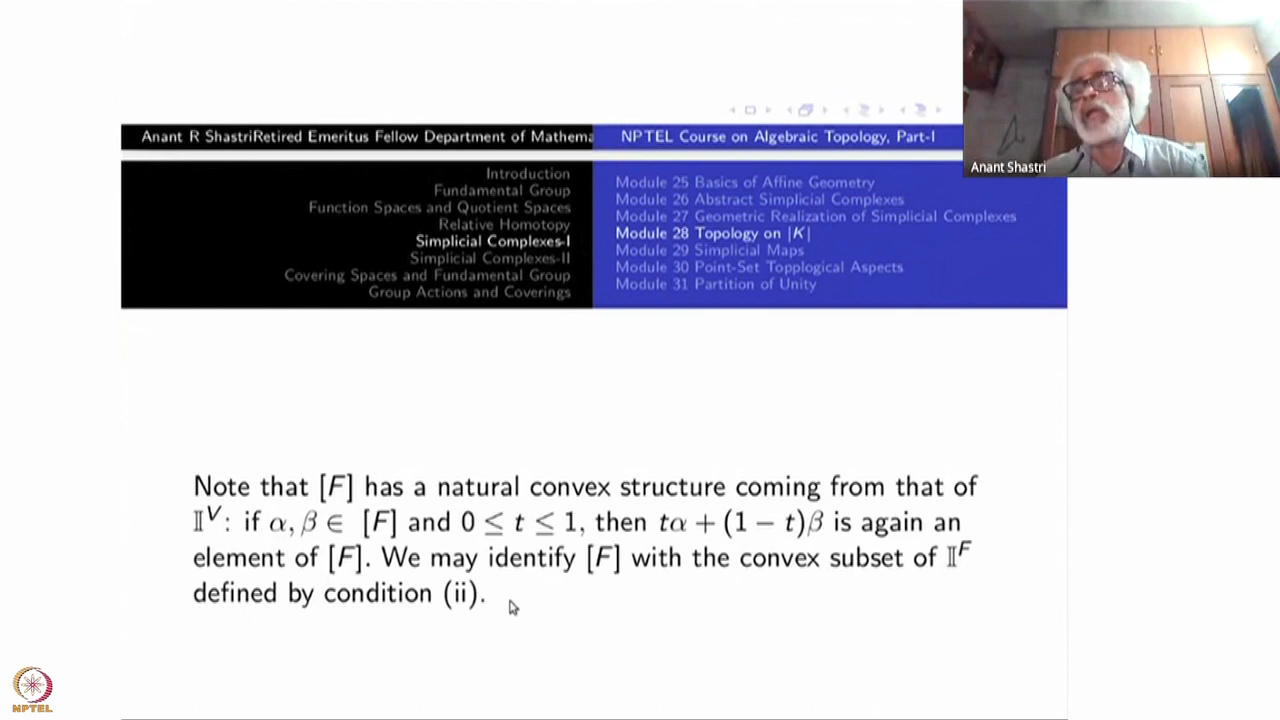 Anant Shastri
Anant R ShastriRetired Emeritus Fellow Department of Mathema
NPTEL Course on Algebraic Topology, Part-I
Introduction
Fundamental Group
Function Spaces and Quotient Spaces
Relative Homotopy
Simplicial Complexes-I
Simplicial Complexes-II
Covering Spaces and Fundamental Group
Group Actions and Coverings
Module 25 Basics of Affine Geometry
Module 26 Abstract Simplicial Complexes
Module 27 Geometric Realization of Simplicial Complexes
Module 28 Topology on |K|
Module 29 Simplicial Maps
Module 30 Point-Set Topplogical Aspects
Module 31 Partition of Unity
Note that [F] has a natural convex structure coming from that of
𝕀^V: if α, β ∈ [F] and 0 ≤ t ≤ 1, then tα + (1 − t)β is again an
element of [F]. We may identify [F] with the convex subset of 𝕀^F
defined by condition (ii).
NPTEL